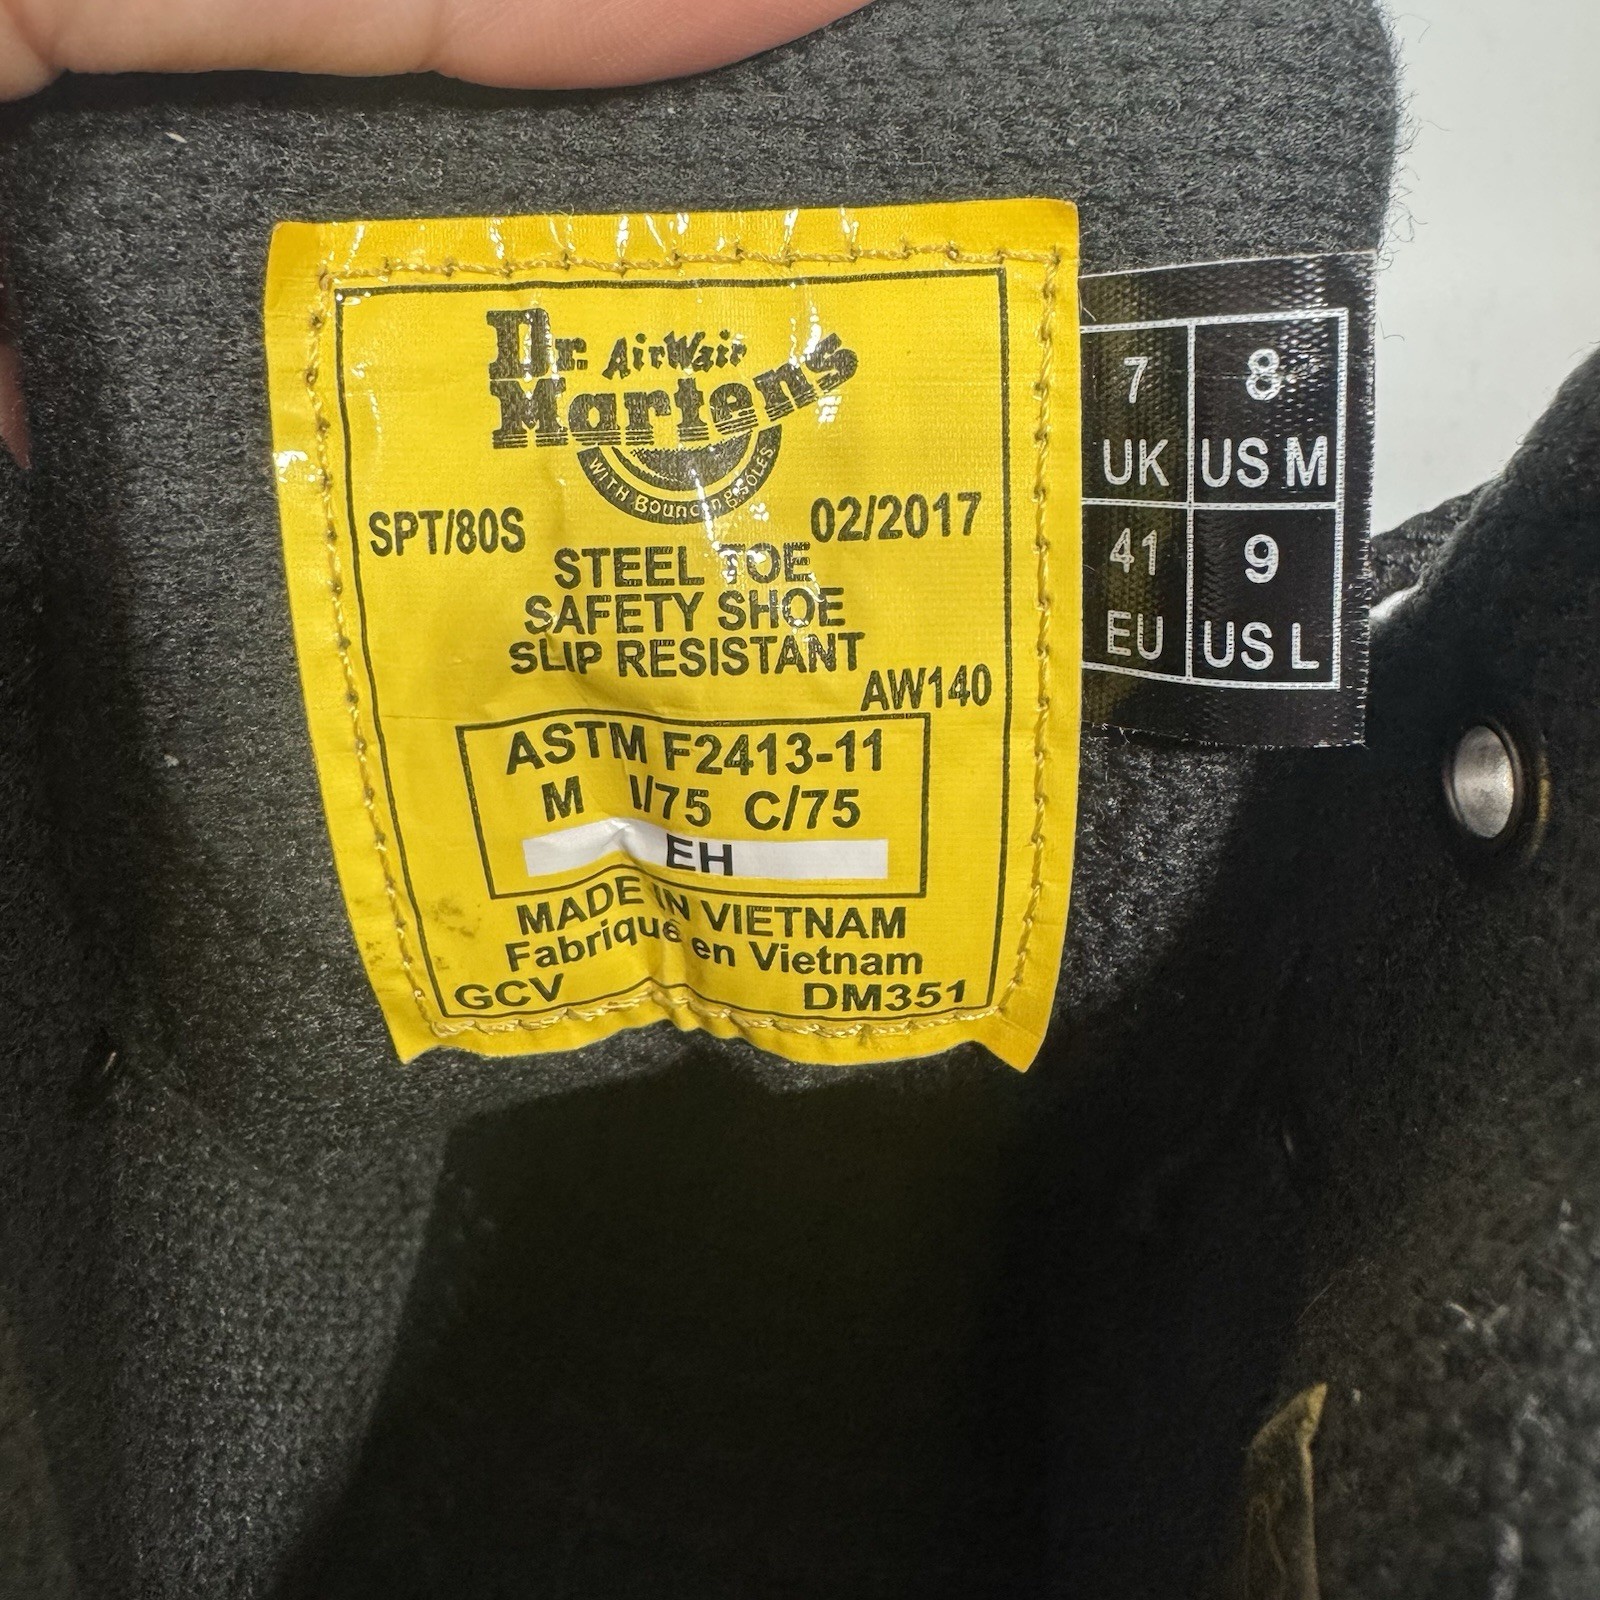 Dr. AirWair
Martens
WITH Bouncing SOLES
SPT/80S 02/2017
STEEL TOE
SAFETY SHOE
SLIP RESISTANT
AW140
ASTM F2413-11
M I/75 C/75
EH
MADE IN VIETNAM
Fabriqué en Vietnam
GCV DM351
7 8
UK US M
41 9
EU US L